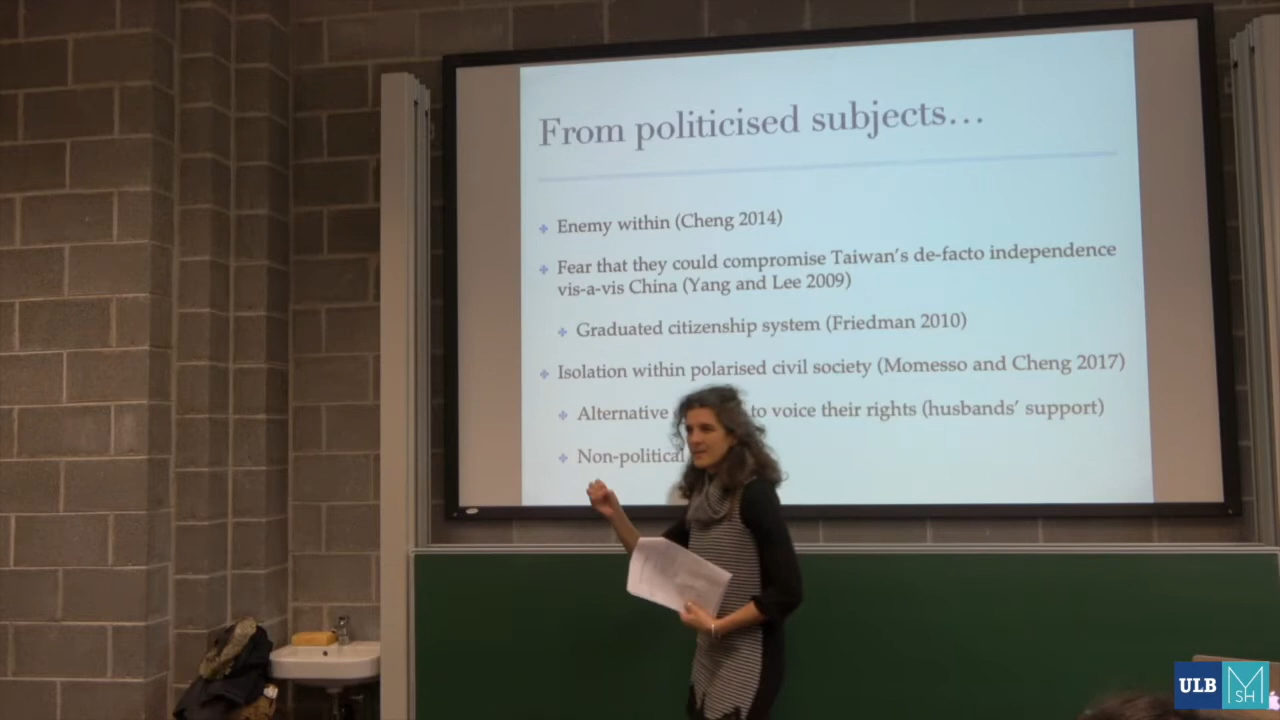 From politicised subjects…
Enemy within (Cheng 2014)
Fear that they could compromise Taiwan's de-facto independence
vis-a-vis China (Yang and Lee 2009)
Graduated citizenship system (Friedman 2010)
Isolation within polarised civil society (Momesso and Cheng 2017)
Alternative to voice their rights (husbands' support)
Non-political
ULB
MSH